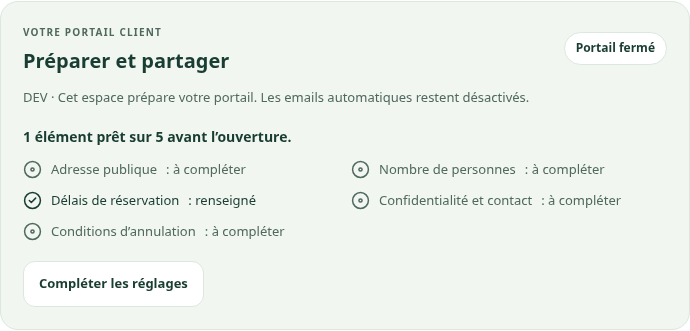 VOTRE PORTAIL CLIENT
Préparer et partager
Portail fermé
DEV · Cet espace prépare votre portail. Les emails automatiques restent désactivés.
1 élément prêt sur 5 avant l’ouverture.
Adresse publique : à compléter
Nombre de personnes : à compléter
Délais de réservation : renseigné
Confidentialité et contact : à compléter
Conditions d’annulation : à compléter
Compléter les réglages